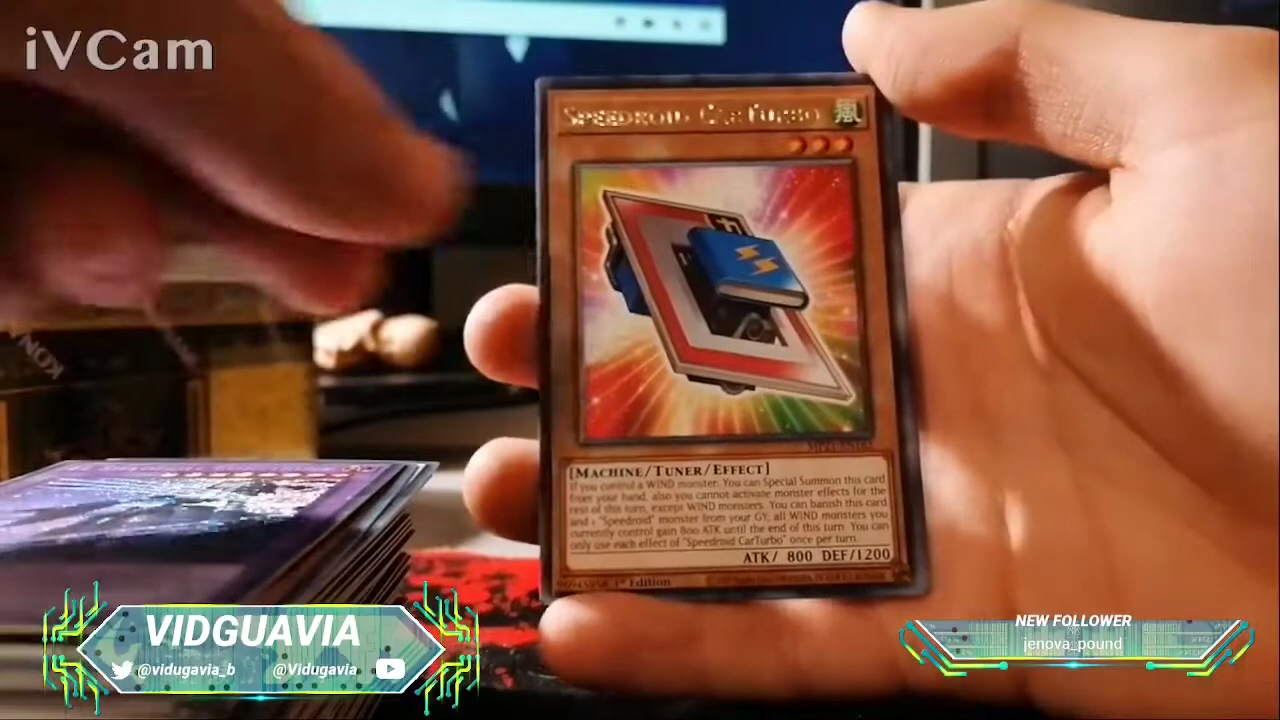 iVCam
SPEEDROID CARTURBO
風
[MACHINE/TUNER/EFFECT]
If you control a WIND monster: You can Special Summon this card
from your hand, also you cannot activate monster effects for the
rest of this turn, except WIND monsters. You can banish this card
and 1 "Speedroid" monster from your GY; all WIND monsters you
currently control gain 800 ATK until the end of this turn. You can
only use each effect of "Speedroid CarTurbo" once per turn.
ATK/ 800 DEF/1200
1st Edition
KON
VIDGUAVIA
@vidugavia_b @Vidugavia
NEW FOLLOWER
jenova_pound